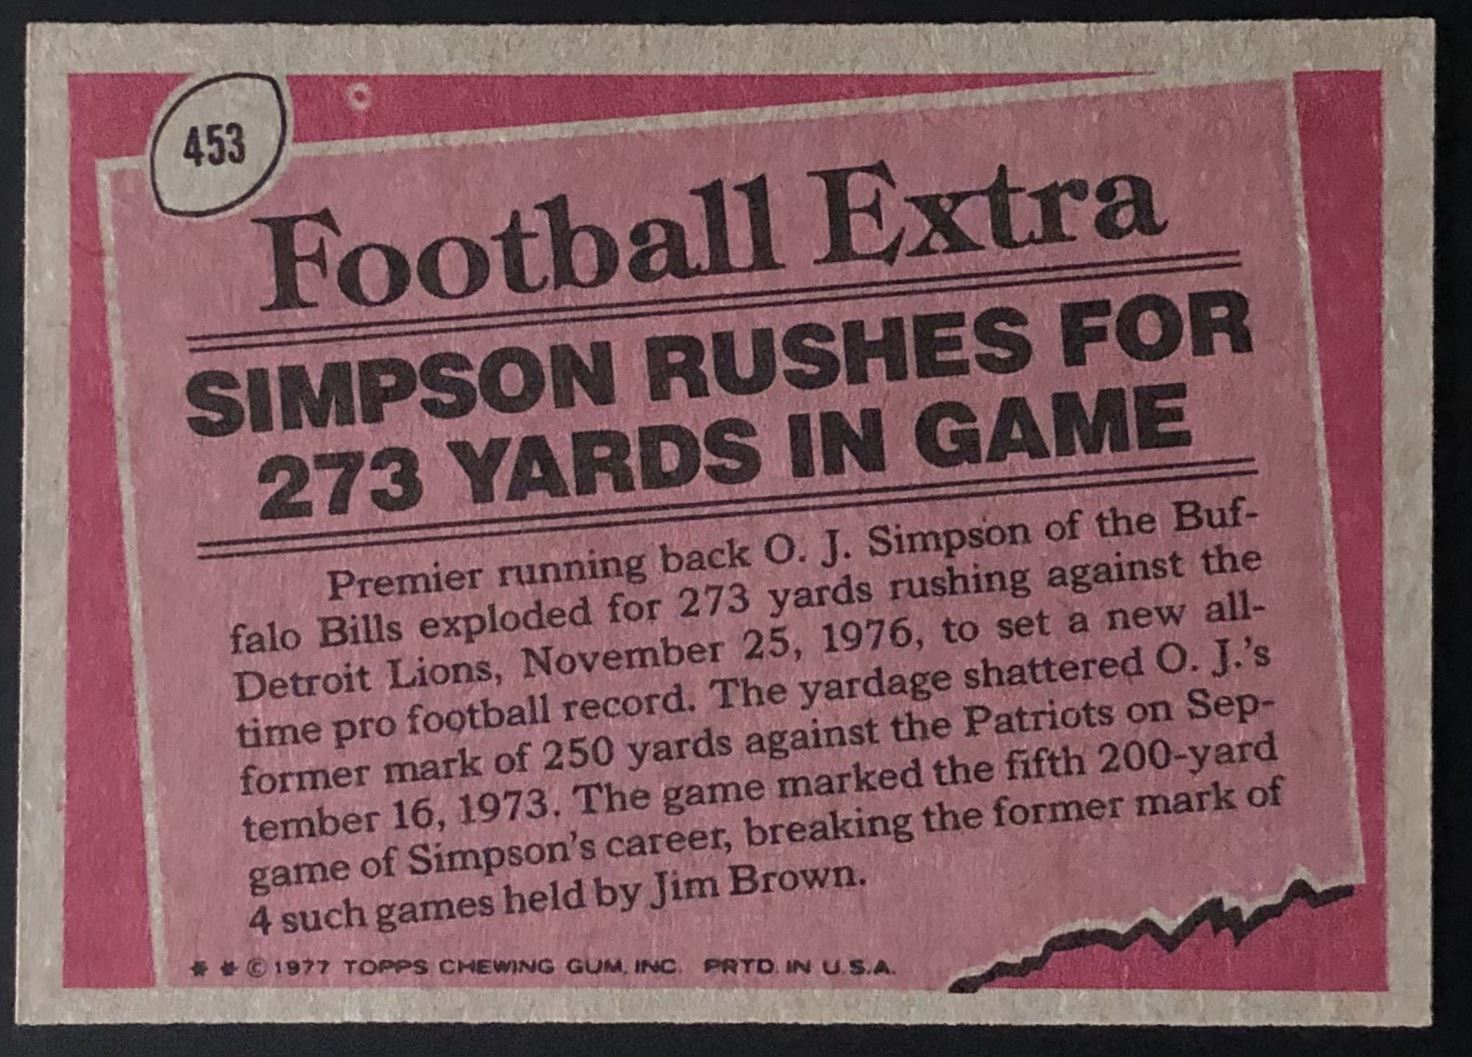 453
Football Extra
SIMPSON RUSHES FOR
273 YARDS IN GAME
Premier running back O. J. Simpson of the Buf-
falo Bills exploded for 273 yards rushing against the
Detroit Lions, November 25, 1976, to set a new all-
time pro football record. The yardage shattered O. J.'s
former mark of 250 yards against the Patriots on Sep-
tember 16, 1973. The game marked the fifth 200-yard
game of Simpson's career, breaking the former mark of
4 such games held by Jim Brown.
* * © 1977 TOPPS CHEWING GUM, INC. PRTD. IN U.S.A.